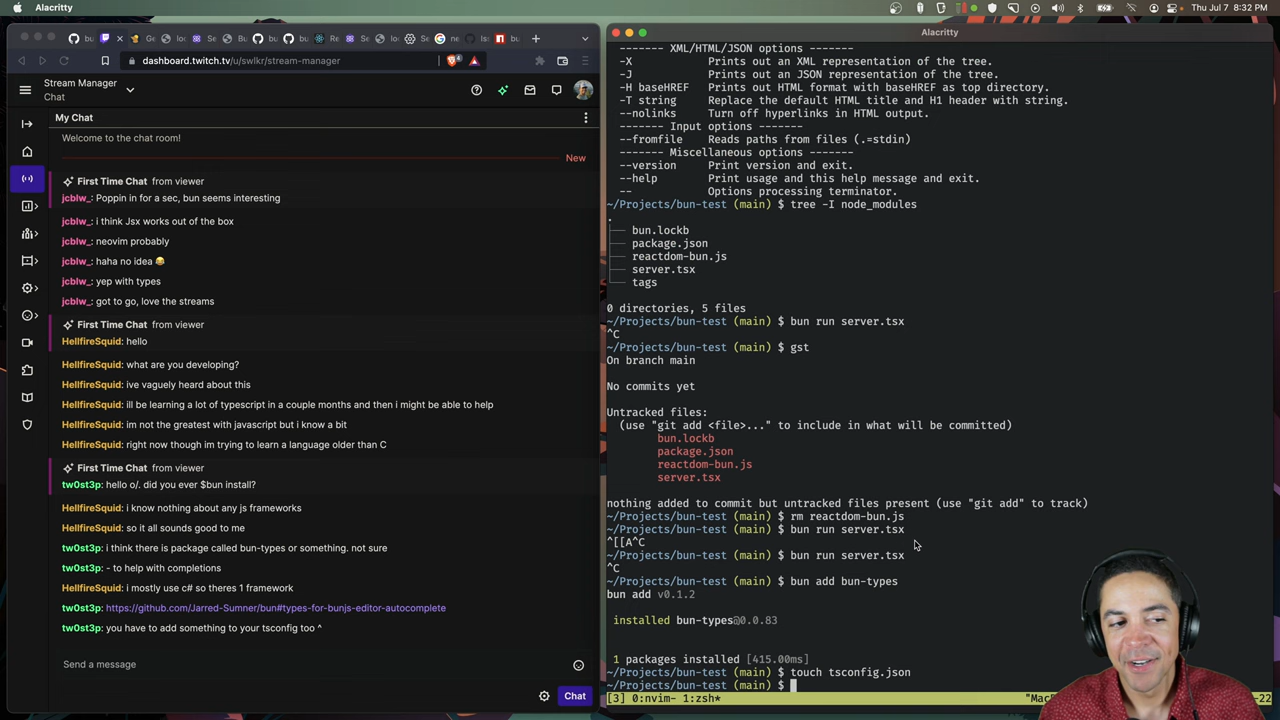 Alacritty
Thu Jul 7 8:32 PM
bu
Ge
loc
Sol
bu
bu
bu
Re
Sol
loc
Se
ne
Iss
np
bu
dashboard.twitch.tv/u/swlkr/stream-manager
Stream Manager
Chat
My Chat
Welcome to the chat room!
New
First Time Chat from viewer
jcblw_: Poppin in for a sec, bun seems interesting
jcblw_: i think Jsx works out of the box
jcblw_: neovim probably
jcblw_: haha no idea 😂
jcblw_: yep with types
jcblw_: got to go, love the streams
First Time Chat from viewer
HellfireSquid: hello
HellfireSquid: what are you developing?
HellfireSquid: ive vaguely heard about this
HellfireSquid: ill be learning a lot of typescript in a couple months and then i might be able to help
HellfireSquid: im not the greatest with javascript but i know a bit
HellfireSquid: right now though im trying to learn a language older than C
First Time Chat from viewer
tw0st3p: hello o/. did you ever $bun install?
HellfireSquid: i know nothing about any js frameworks
HellfireSquid: so it all sounds good to me
tw0st3p: i think there is package called bun-types or something. not sure
tw0st3p: - to help with completions
HellfireSquid: i mostly use c# so theres 1 framework
tw0st3p: https://github.com/Jarred-Sumner/bun#types-for-bunjs-editor-autocomplete
tw0st3p: you have to add something to your tsconfig too ^
Send a message
Chat
Alacritty
------- XML/HTML/JSON options -------
-X Prints out an XML representation of the tree.
-J Prints out an JSON representation of the tree.
-H baseHREF Prints out HTML format with baseHREF as top directory.
-T string Replace the default HTML title and H1 header with string.
--nolinks Turn off hyperlinks in HTML output.
------- Input options -------
--fromfile Reads paths from files (.=stdin)
------- Miscellaneous options -------
--version Print version and exit.
--help Print usage and this help message and exit.
-- Options processing terminator.
~/Projects/bun-test (main) $ tree -I node_modules
.
├── bun.lockb
├── package.json
├── reactdom-bun.js
├── server.tsx
└── tags
0 directories, 5 files
~/Projects/bun-test (main) $ bun run server.tsx
^C
~/Projects/bun-test (main) $ gst
On branch main
No commits yet
Untracked files:
(use "git add <file>..." to include in what will be committed)
bun.lockb
package.json
reactdom-bun.js
server.tsx
nothing added to commit but untracked files present (use "git add" to track)
~/Projects/bun-test (main) $ rm reactdom-bun.js
~/Projects/bun-test (main) $ bun run server.tsx
^[[A^C
~/Projects/bun-test (main) $ bun run server.tsx
^C
~/Projects/bun-test (main) $ bun add bun-types
bun add v0.1.2
installed bun-types@0.0.83
1 packages installed [415.00ms]
~/Projects/bun-test (main) $ touch tsconfig.json
~/Projects/bun-test (main) $
[3] 0:nvim- 1:zsh*
"Mac
-22